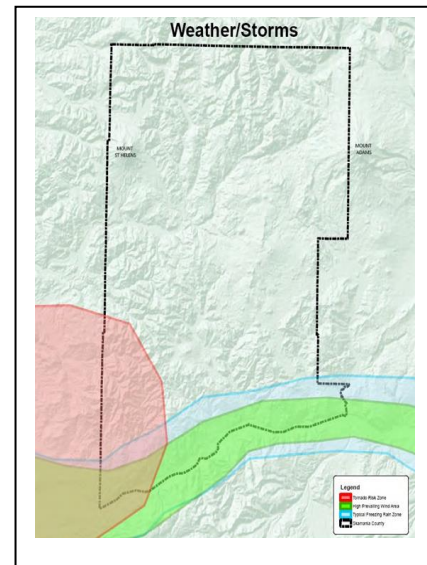 Weather/Storms
MOUNT
ST HELENS
MOUNT
ADAMS
Legend
Tornado Risk Zone
High Prevailing Wind Area
Typical Freezing Rain Zone
Skamania County